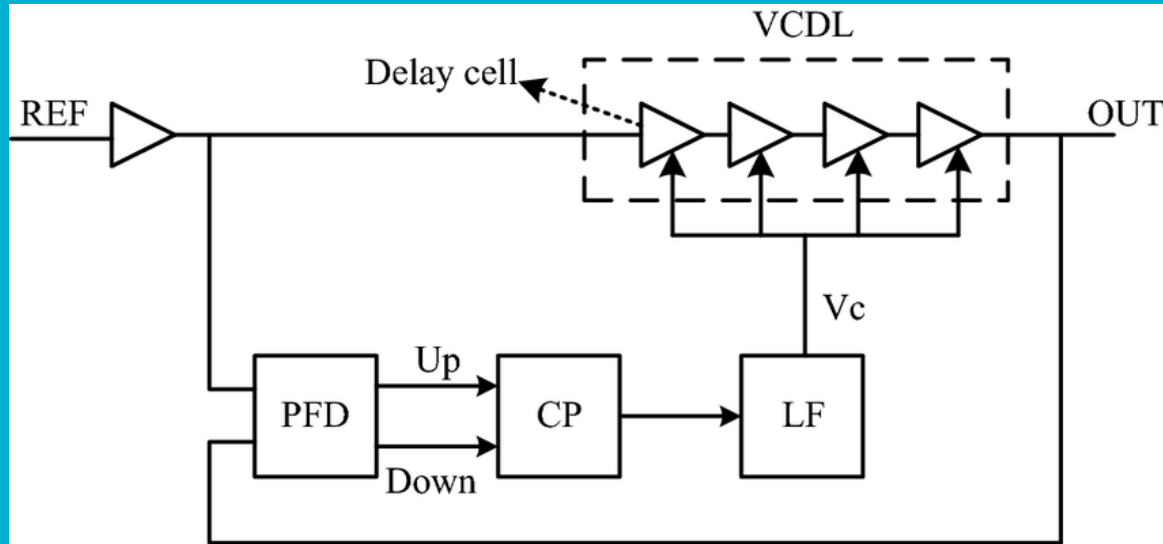 VCDL
Delay cell
REF
OUT
Vc
Up
PFD
CP
LF
Down